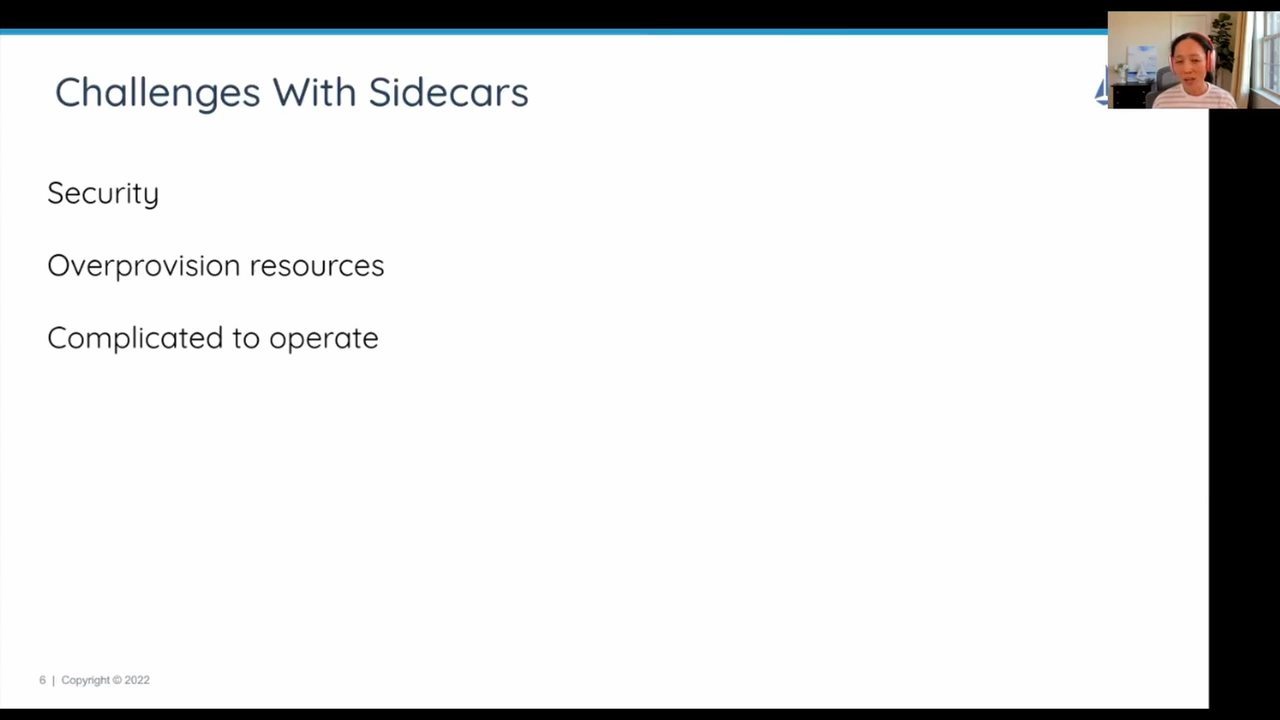 Challenges With Sidecars
Security
Overprovision resources
Complicated to operate
6 | Copyright © 2022